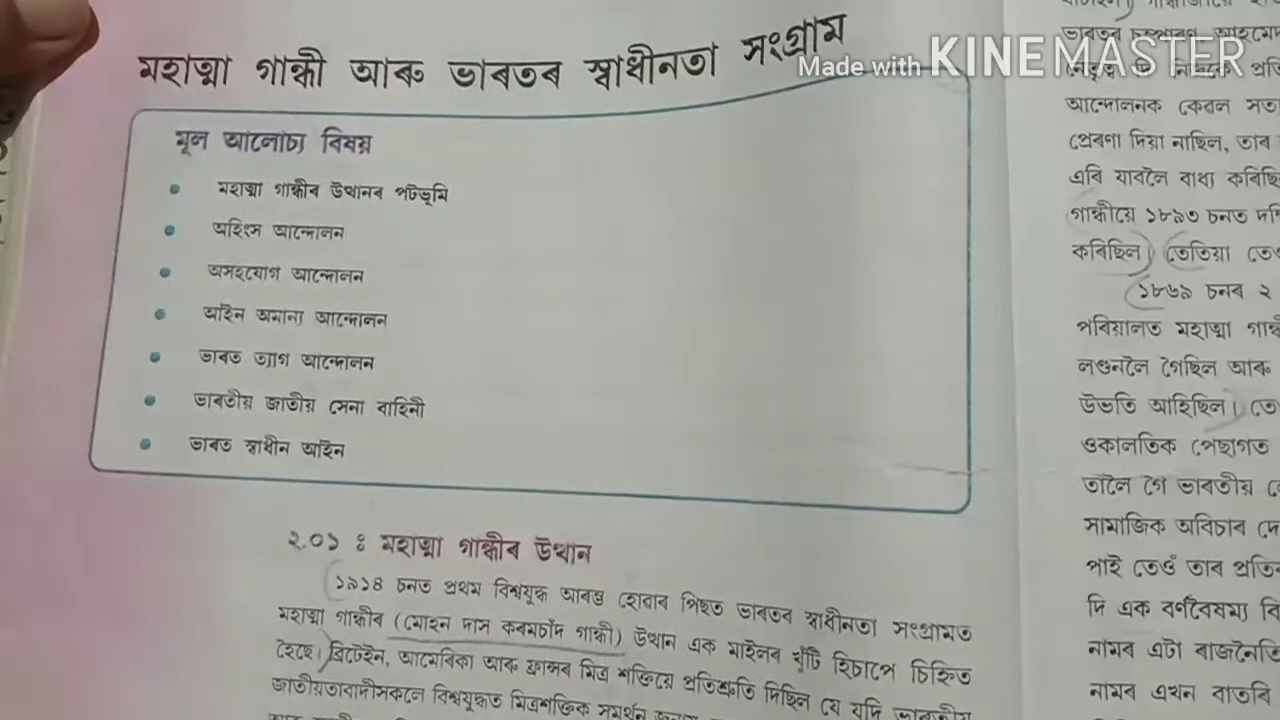 মহাত্মা গান্ধী আৰু ভাৰতৰ স্বাধীনতা সংগ্ৰাম
Made with KINEMASTER
মূল আলোচ্য বিষয়
মহাত্মা গান্ধীৰ উত্থানৰ পটভূমি
অহিংস আন্দোলন
অসহযোগ আন্দোলন
আইন অমান্য আন্দোলন
ভাৰত ত্যাগ আন্দোলন
ভাৰতীয় জাতীয় সেনা বাহিনী
ভাৰত স্বাধীন আইন
২.০১ ঃ মহাত্মা গান্ধীৰ উত্থান
১৯১৪ চনত প্ৰথম বিশ্বযুদ্ধ আৰম্ভ হোৱাৰ পিছত ভাৰতৰ স্বাধীনতা সংগ্ৰামত
মহাত্মা গান্ধীৰ (মোহন দাস কৰমচাঁদ গান্ধী) উত্থান এক মাইলৰ খুঁটি হিচাপে চিহ্নিত
হৈছে। ব্ৰিটেইন, আমেৰিকা আৰু ফ্ৰান্সৰ মিত্ৰ শক্তিয়ে প্ৰতিশ্ৰুতি দিছিল যে যদি ভাৰতীয়
জাতীয়তাবাদীসকলে বিশ্বযুদ্ধত মিত্ৰশক্তিক সমৰ্থন
ভাৰতৰ
আন্দোলনক কেৱল সত্য
প্ৰেৰণা দিয়া নাছিল, তাৰ
এৰি যাবলৈ বাধ্য কৰিছি
গান্ধীয়ে ১৮৯৩ চনত দক্ষি
কৰিছিল) (তেতিয়া তেও
(১৮৬৯ চনৰ ২
পৰিয়ালত মহাত্মা গান্ধী
লণ্ডনলৈ গৈছিল আৰু
উভতি আহিছিল।) তে
ওকালতিক পেছাগত
তালৈ গৈ ভাৰতীয়
সামাজিক অবিচাৰ দে
পাই তেওঁ তাৰ প্ৰতি
দি এক বৰ্ণবৈষম্য বি
নামৰ এটা ৰাজনৈতি
নামৰ এখন বাতৰি